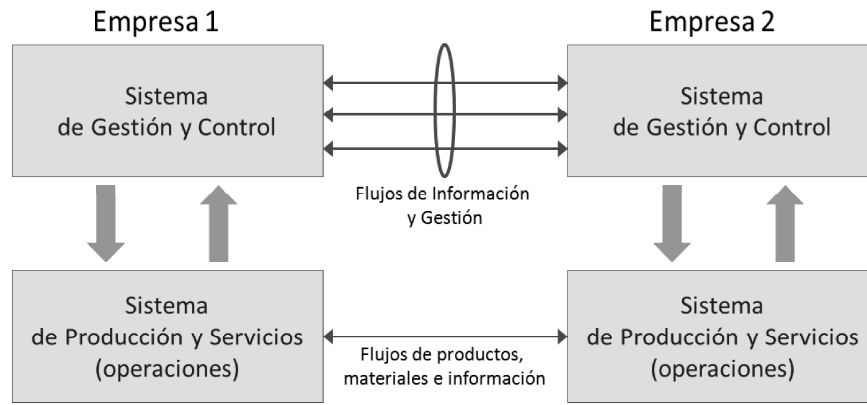 Empresa 1
Empresa 2
Sistema
de Gestión y Control
Sistema
de Gestión y Control
Flujos de Información
y Gestión
Sistema
de Producción y Servicios
(operaciones)
Sistema
de Producción y Servicios
(operaciones)
Flujos de productos,
materiales e información